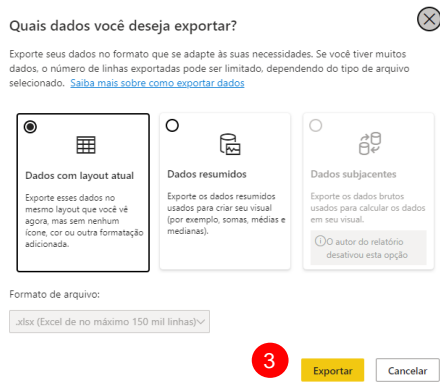 Quais dados você deseja exportar?
Exporte seus dados no formato que se adapte às suas necessidades. Se você tiver muitos
dados, o número de linhas exportadas pode ser limitado, dependendo do tipo de arquivo
selecionado. Saiba mais sobre como exportar dados
Dados com layout atual
Exporte esses dados no
mesmo layout que você vê
agora, mas sem nenhum
ícone, cor ou outra formatação
adicionada.
Dados resumidos
Exporte os dados resumidos
usados para criar seu visual
(por exemplo, somas, médias e
medianas).
Dados subjacentes
Exporte os dados brutos
usados para calcular os dados
em seu visual.
O autor do relatório
desativou esta opção
Formato de arquivo:
.xlsx (Excel de no máximo 150 mil linhas)
3
Exportar
Cancelar